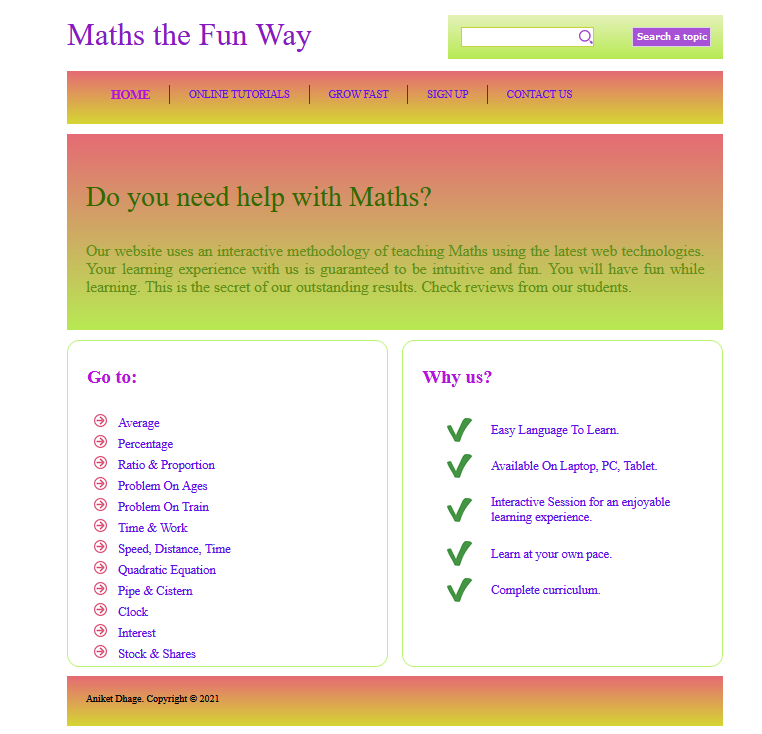 Maths the Fun Way
Search a topic
HOME
ONLINE TUTORIALS
GROW FAST
SIGN UP
CONTACT US
Do you need help with Maths?
Our website uses an interactive methodology of teaching Maths using the latest web technologies.
Your learning experience with us is guaranteed to be intuitive and fun. You will have fun while
learning. This is the secret of our outstanding results. Check reviews from our students.
Go to:
Average
Percentage
Ratio & Proportion
Problem On Ages
Problem On Train
Time & Work
Speed, Distance, Time
Quadratic Equation
Pipe & Cistern
Clock
Interest
Stock & Shares
Why us?
Easy Language To Learn.
Available On Laptop, PC, Tablet.
Interactive Session for an enjoyable
learning experience.
Learn at your own pace.
Complete curriculum.
Aniket Dhage. Copyright © 2021